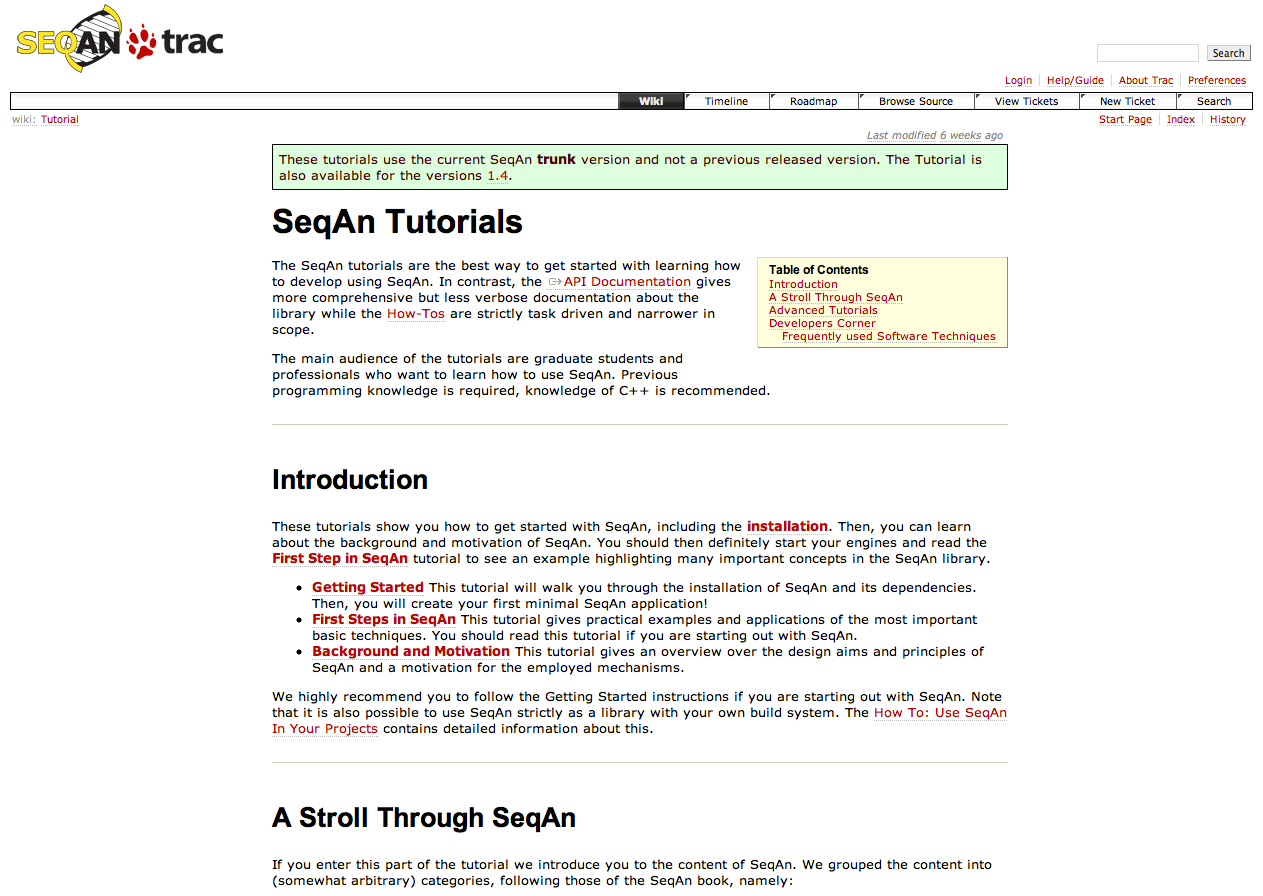 SEQAN trac
Search
Login Help/Guide About Trac Preferences
Wiki Timeline Roadmap Browse Source View Tickets New Ticket Search
wiki: Tutorial Start Page Index History
Last modified 6 weeks ago
These tutorials use the current SeqAn trunk version and not a previous released version. The Tutorial is
also available for the versions 1.4.
SeqAn Tutorials
The SeqAn tutorials are the best way to get started with learning how
to develop using SeqAn. In contrast, the API Documentation gives
more comprehensive but less verbose documentation about the
library while the How-Tos are strictly task driven and narrower in
scope.
Table of Contents
Introduction
A Stroll Through SeqAn
Advanced Tutorials
Developers Corner
Frequently used Software Techniques
The main audience of the tutorials are graduate students and
professionals who want to learn how to use SeqAn. Previous
programming knowledge is required, knowledge of C++ is recommended.
Introduction
These tutorials show you how to get started with SeqAn, including the installation. Then, you can learn
about the background and motivation of SeqAn. You should then definitely start your engines and read the
First Step in SeqAn tutorial to see an example highlighting many important concepts in the SeqAn library.
• Getting Started This tutorial will walk you through the installation of SeqAn and its dependencies.
Then, you will create your first minimal SeqAn application!
• First Steps in SeqAn This tutorial gives practical examples and applications of the most important
basic techniques. You should read this tutorial if you are starting out with SeqAn.
• Background and Motivation This tutorial gives an overview over the design aims and principles of
SeqAn and a motivation for the employed mechanisms.
We highly recommend you to follow the Getting Started instructions if you are starting out with SeqAn. Note
that it is also possible to use SeqAn strictly as a library with your own build system. The How To: Use SeqAn
In Your Projects contains detailed information about this.
A Stroll Through SeqAn
If you enter this part of the tutorial we introduce you to the content of SeqAn. We grouped the content into
(somewhat arbitrary) categories, following those of the SeqAn book, namely: